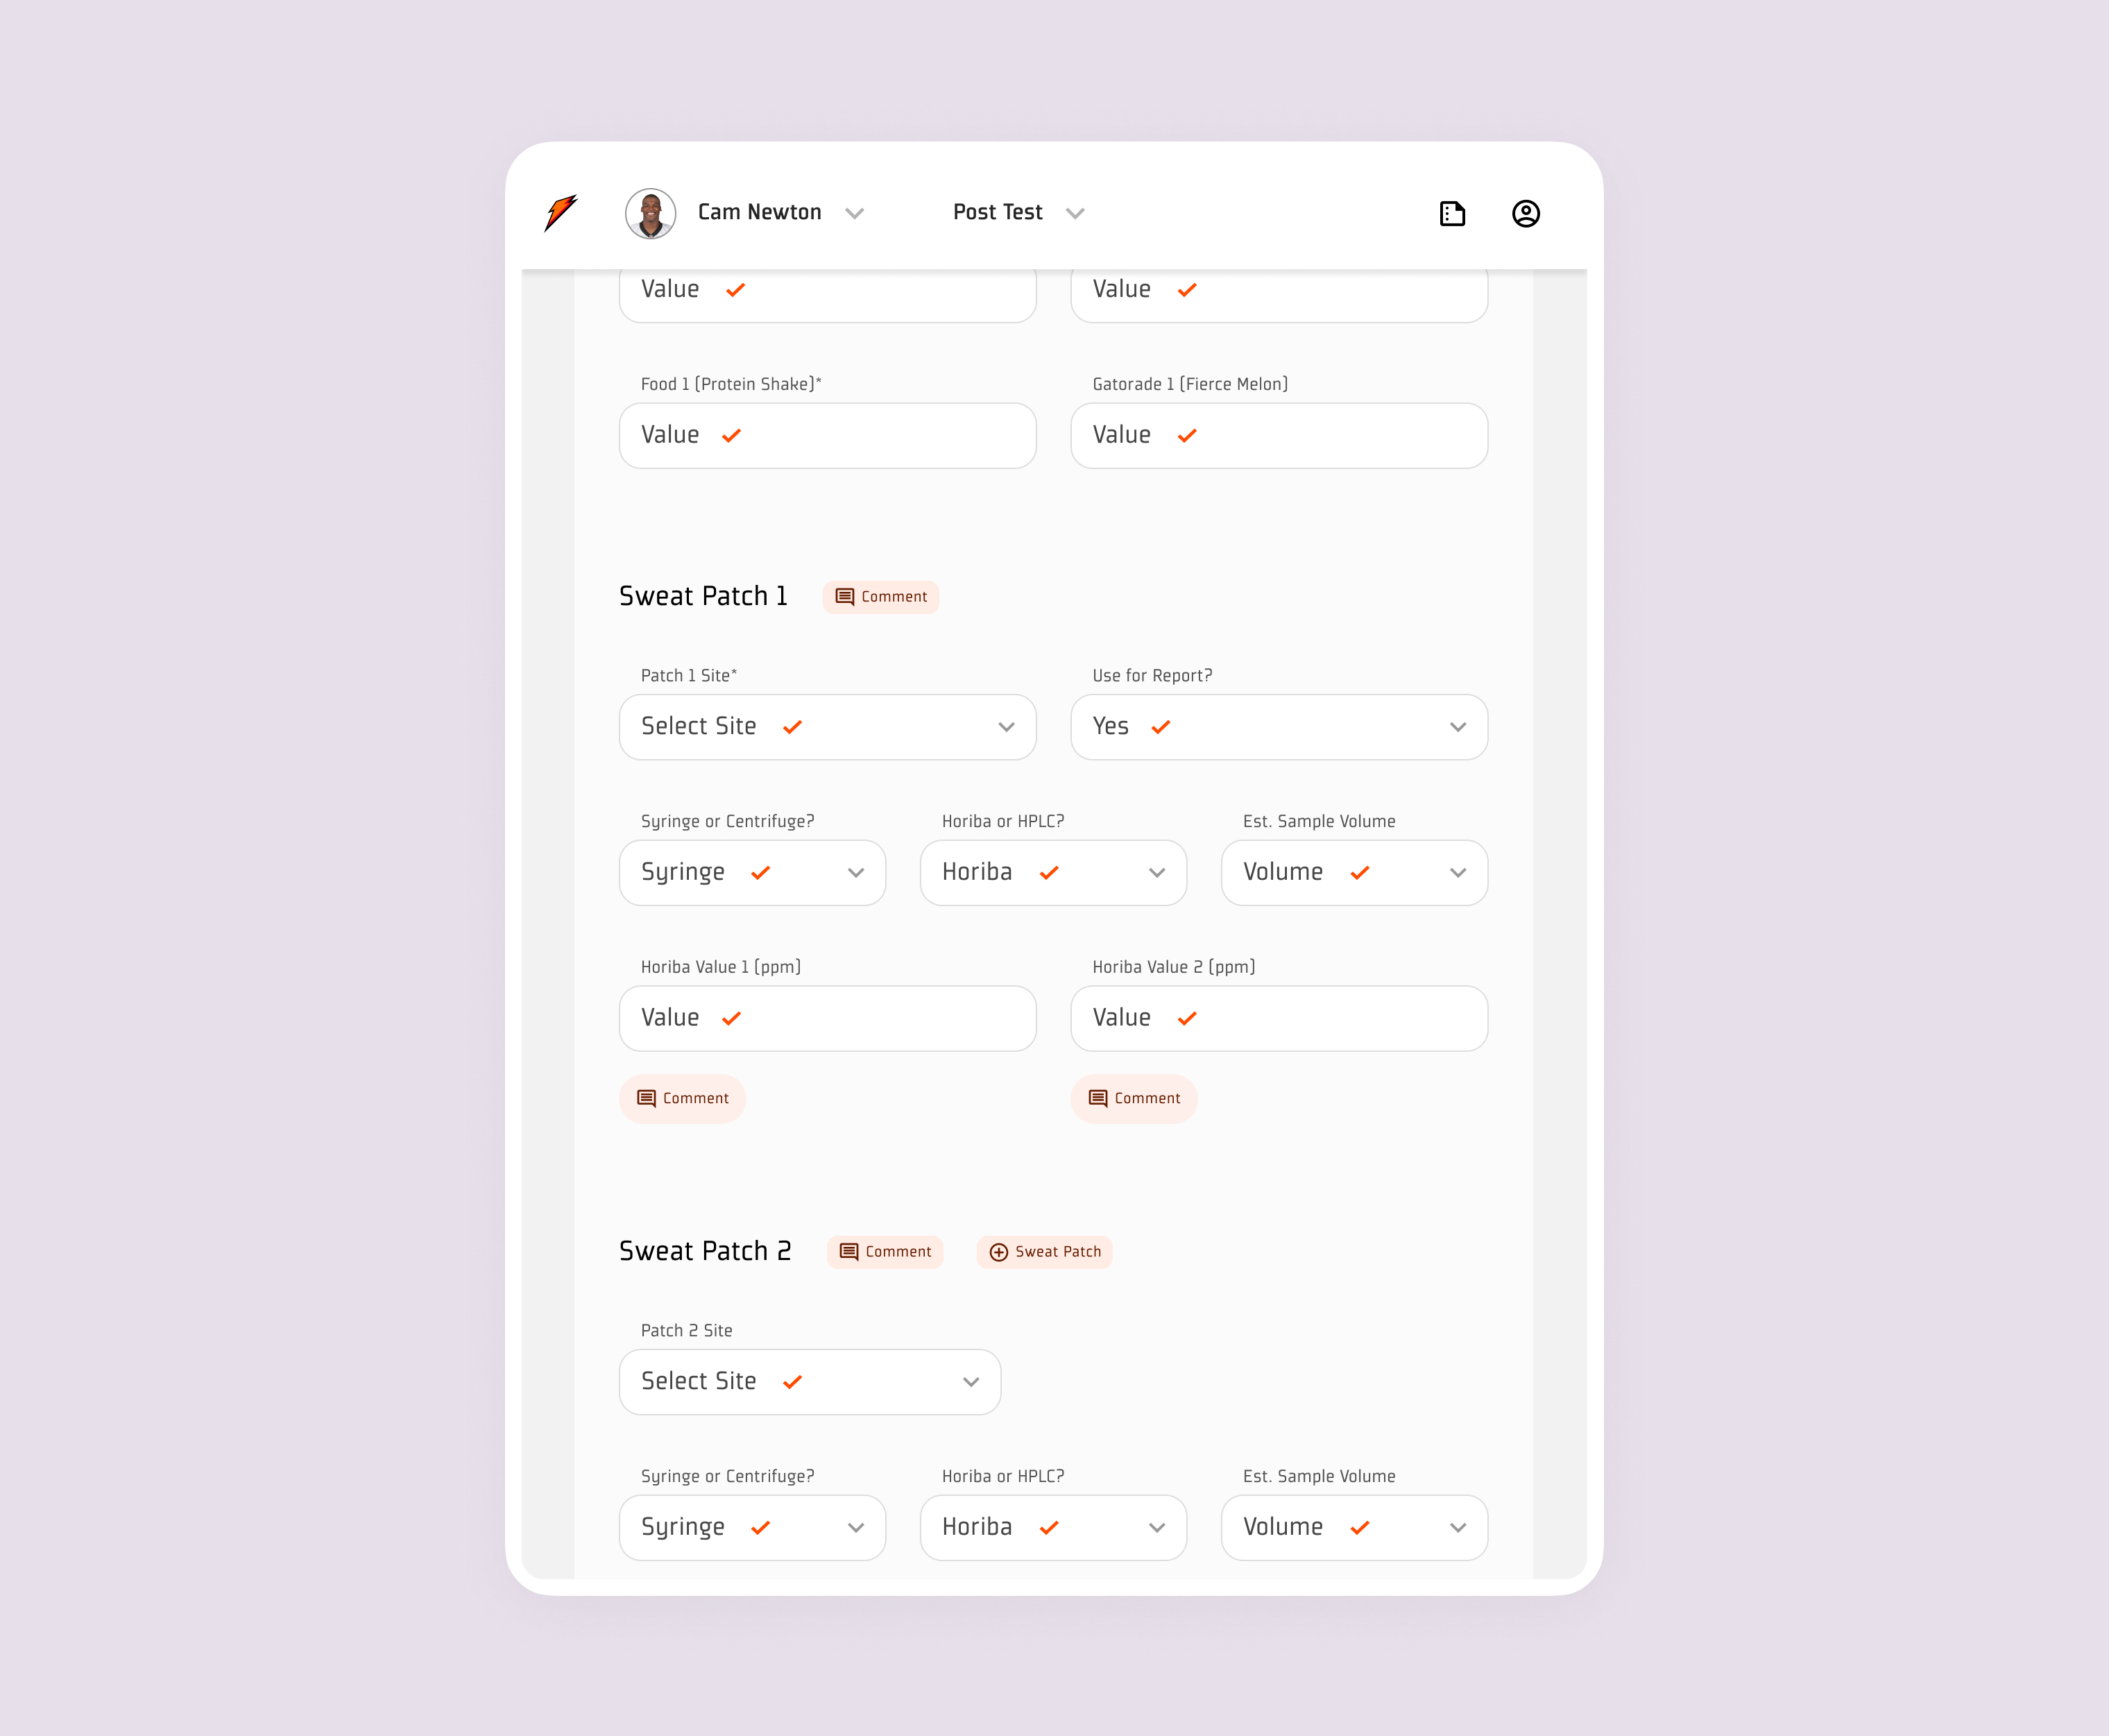 Cam Newton Post Test
Value Value
Food 1 (Protein Shake)* Gatorade 1 (Fierce Melon)
Value Value
Sweat Patch 1 Comment
Patch 1 Site* Use for Report?
Select Site Yes
Syringe or Centrifuge? Horiba or HPLC? Est. Sample Volume
Syringe Horiba Volume
Horiba Value 1 (ppm) Horiba Value 2 (ppm)
Value Value
Comment Comment
Sweat Patch 2 Comment Sweat Patch
Patch 2 Site
Select Site
Syringe or Centrifuge? Horiba or HPLC? Est. Sample Volume
Syringe Horiba Volume